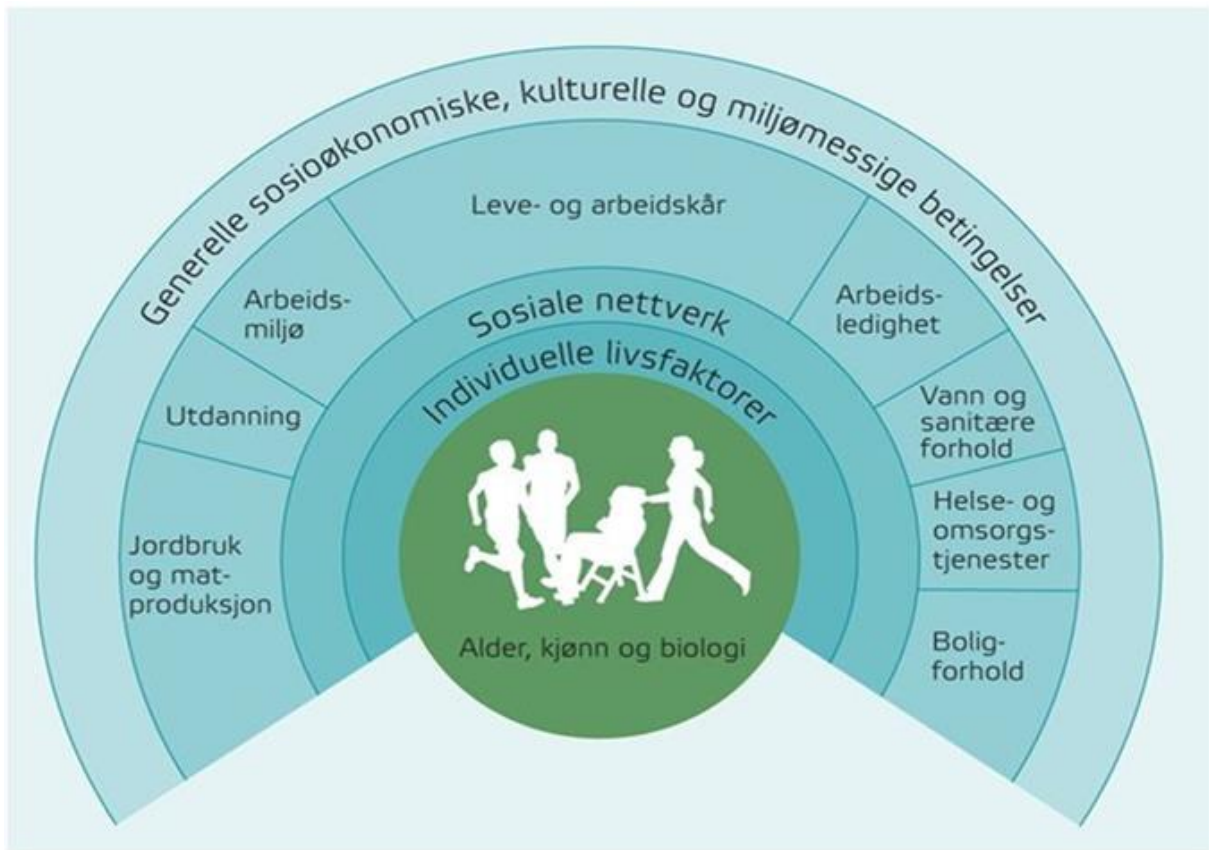 Generelle sosioøkonomiske, kulturelle og miljømessige betingelser
Leve- og arbeidskår
Arbeids-
miljø
Utdanning
Jordbruk
og mat-
produksjon
Arbeids-
ledighet
Vann og
sanitære
forhold
Helse- og
omsorgs-
tjenester
Bolig-
forhold
Sosiale nettverk
Individuelle livsfaktorer
Alder, kjønn og biologi